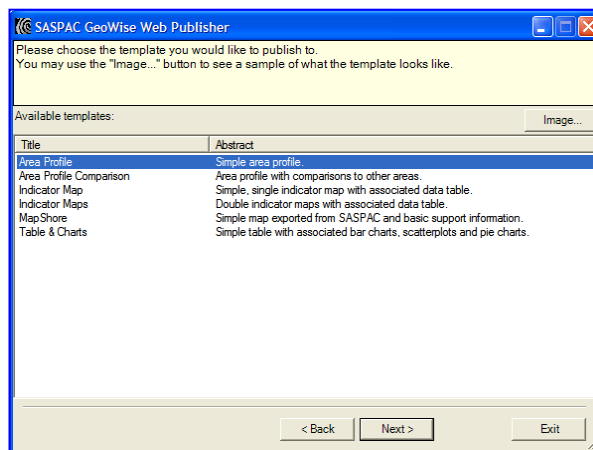 SASPAC GeoWise Web Publisher
Please choose the template you would like to publish to.
You may use the "Image..." button to see a sample of what the template looks like.
Available templates:
Image...
Title Abstract
Area Profile Simple area profile.
Area Profile Comparison Area profile with comparisons to other areas.
Indicator Map Simple, single indicator map with associated data table.
Indicator Maps Double indicator maps with associated data table.
MapShore Simple map exported from SASPAC and basic support information.
Table & Charts Simple table with associated bar charts, scatterplots and pie charts.
< Back Next > Exit